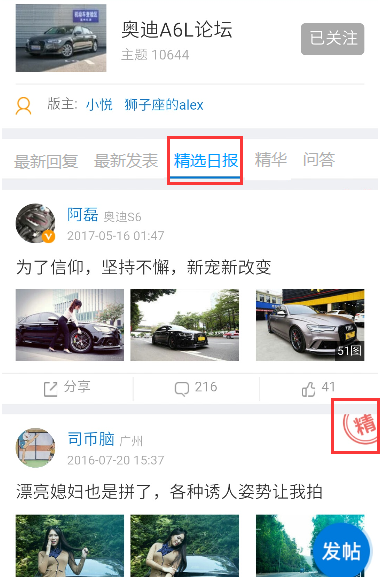 奥迪A6L论坛
主题 10644
已关注
版主: 小悦 狮子座的alex
最新回复 最新发表 精选日报 精华 问答
阿磊 奥迪S6
2017-05-16 01:47
为了信仰，坚持不懈，新宠新改变
51图
分享 216 41
精
司币脑 广州
2016-07-20 15:37
漂亮媳妇也是拼了，各种诱人姿势让我拍
发帖